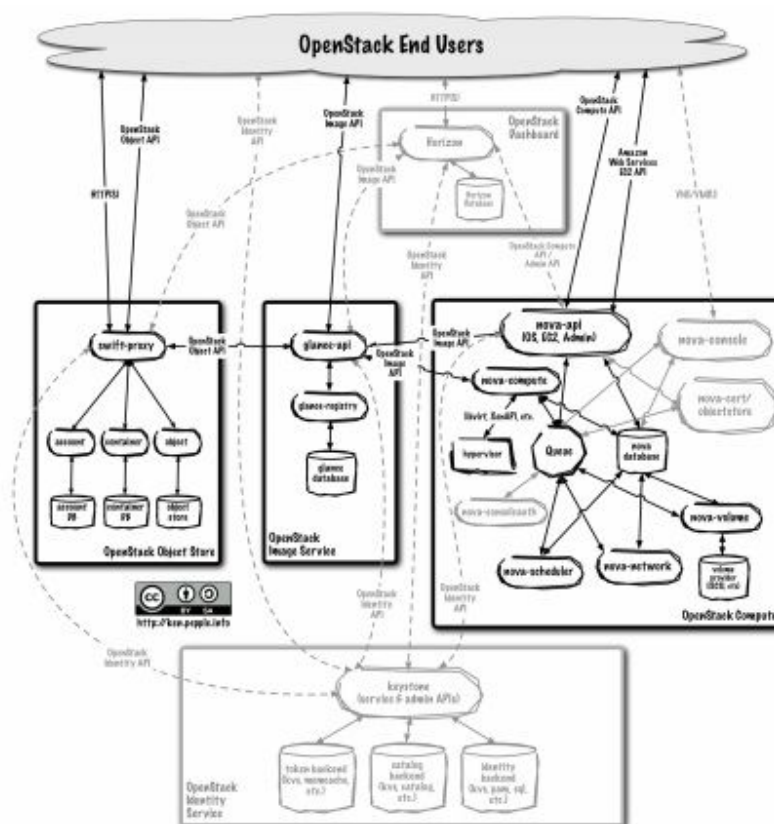 OpenStack End Users
OpenStack
Object API
HTTP(S)
OpenStack
Identity
API
OpenStack
Image API
HTTP(S)
OpenStack
Dashboard
Horizon
Horizon
Database
OpenStack
Compute API
Amazon
Web Services
EC2 API
VNC/VMRC
OpenStack
Object API
OpenStack
Image API
OpenStack
Identity
API
OpenStack Compute
API /
Admin API
swift-proxy
OpenStack
Object API
glance-api
OpenStack
Image API
OpenStack
Image API
nova-api
(OS, EC2, Admin)
nova-console
nova-compute
nova-cert/
objectstore
libvirt, XenAPI, etc.
glance-registry
account
container
object
hypervisor
Queue
nova
database
glance
database
account
DB
container
DB
object
store
nova-consoleauth
nova-volume
nova-scheduler
nova-network
volume
provider
OpenStack Object Store
OpenStack
Image Service
OpenStack Compute
CC
BY SA
http://ken.pepple.info
OpenStack
Identity API
OpenStack
Identity
API
OpenStack
Identity
API
keystone
(service & admin APIs)
token backend
(kvs, memcache,
etc.)
catalog
backend
(kvs, catalog,
etc.)
identity
backend
(kvs, pam, sql,
etc.)
OpenStack
Identity
Service